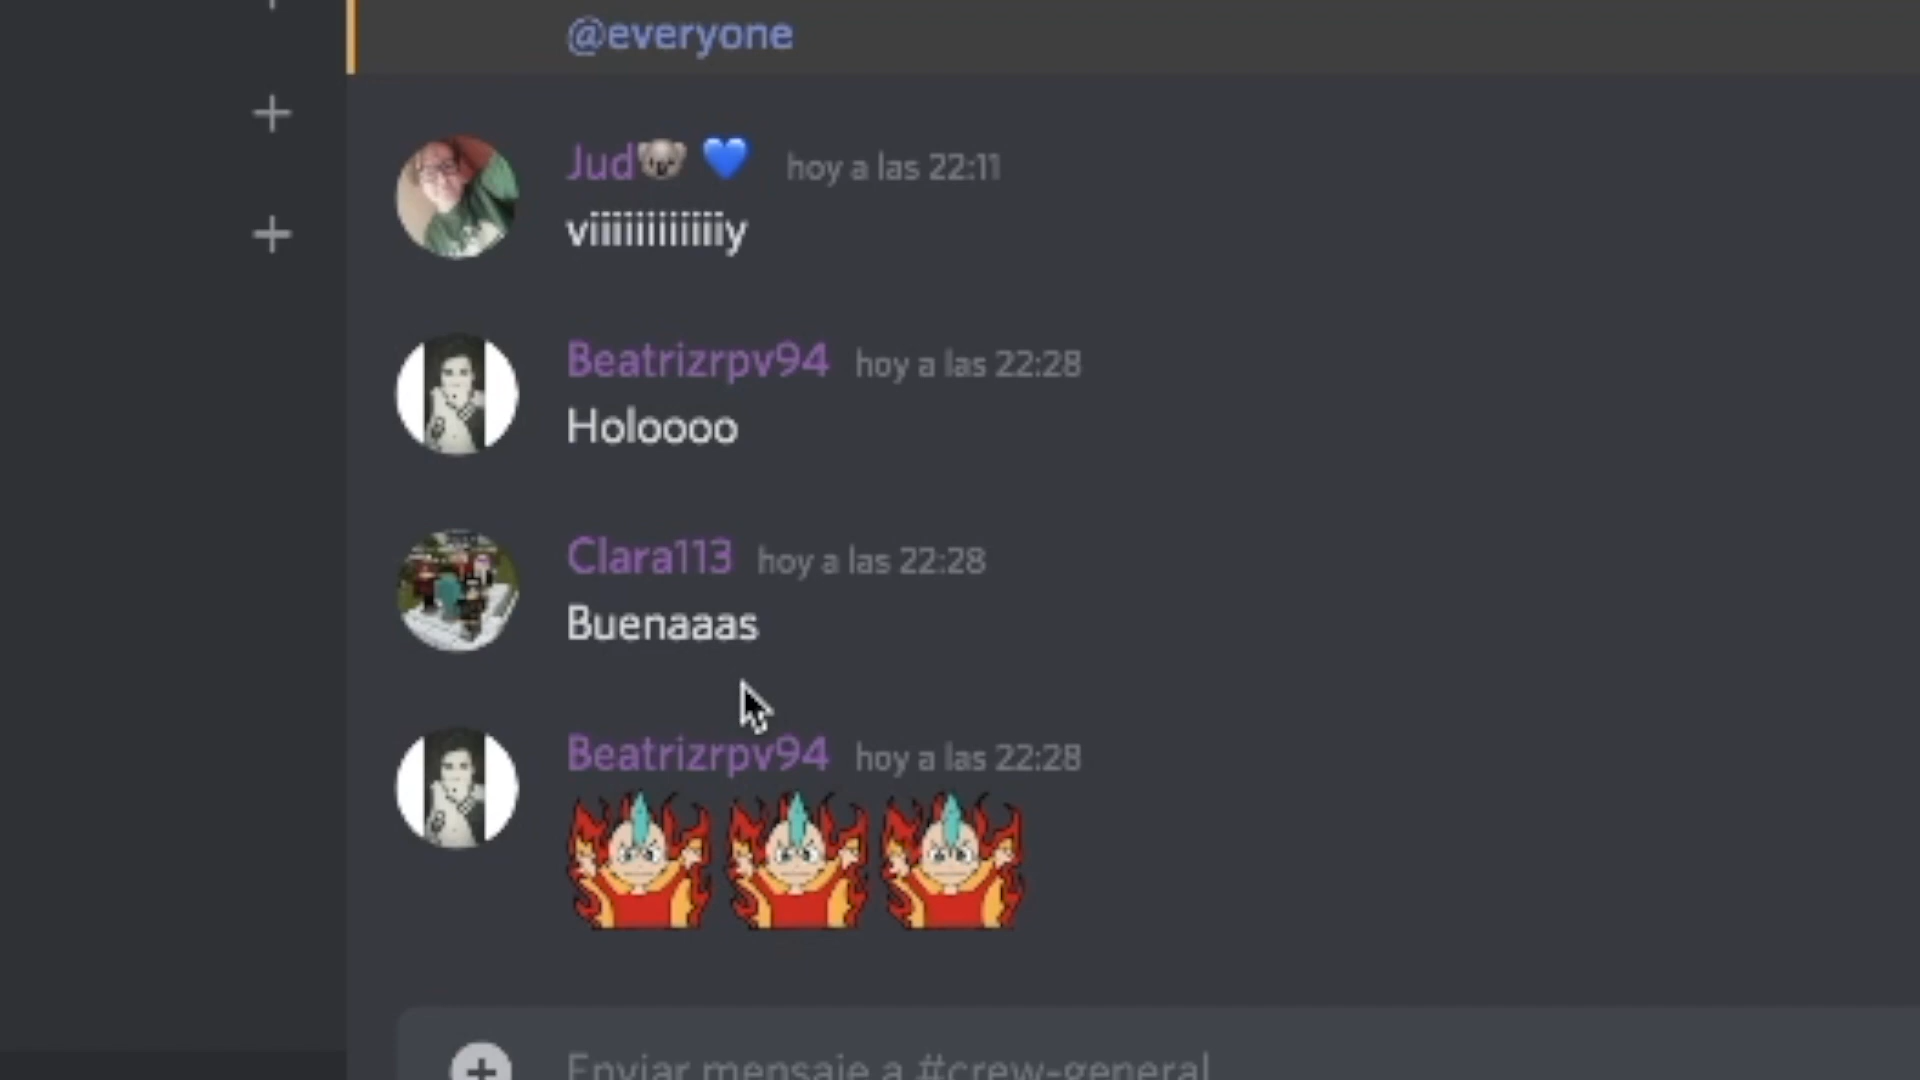 @everyone
Jud🐨 💙 hoy a las 22:11
viiiiiiiiiiiiiy
Beatrizrpv94 hoy a las 22:28
Holoooo
Clara113 hoy a las 22:28
Buenaaas
Beatrizrpv94 hoy a las 22:28
Enviar mensaje a #crew-general